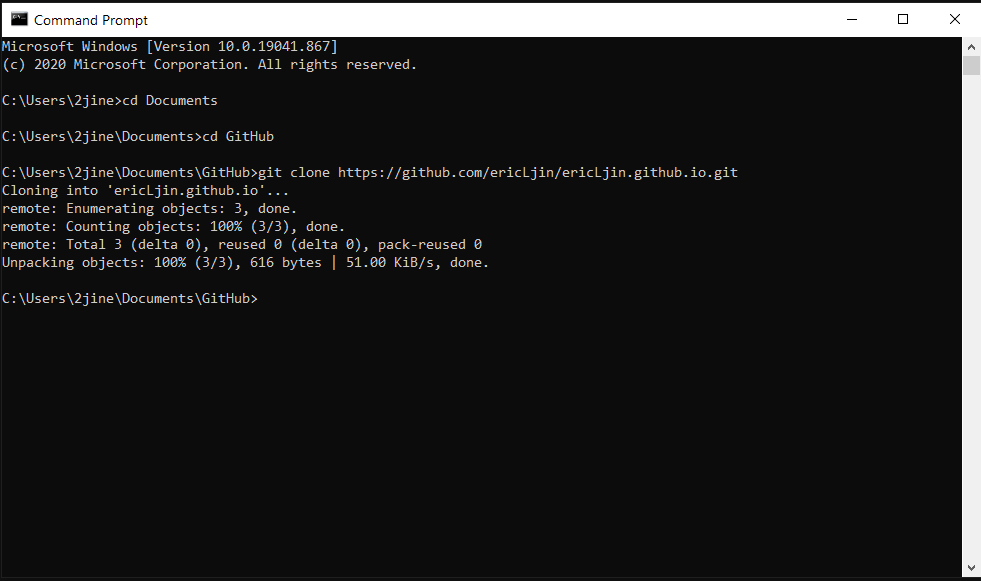 Command Prompt
Microsoft Windows [Version 10.0.19041.867]
(c) 2020 Microsoft Corporation. All rights reserved.
C:\Users\2jine>cd Documents
C:\Users\2jine\Documents>cd GitHub
C:\Users\2jine\Documents\GitHub>git clone https://github.com/ericLjin/ericLjin.github.io.git
Cloning into 'ericLjin.github.io'...
remote: Enumerating objects: 3, done.
remote: Counting objects: 100% (3/3), done.
remote: Total 3 (delta 0), reused 0 (delta 0), pack-reused 0
Unpacking objects: 100% (3/3), 616 bytes | 51.00 KiB/s, done.
C:\Users\2jine\Documents\GitHub>